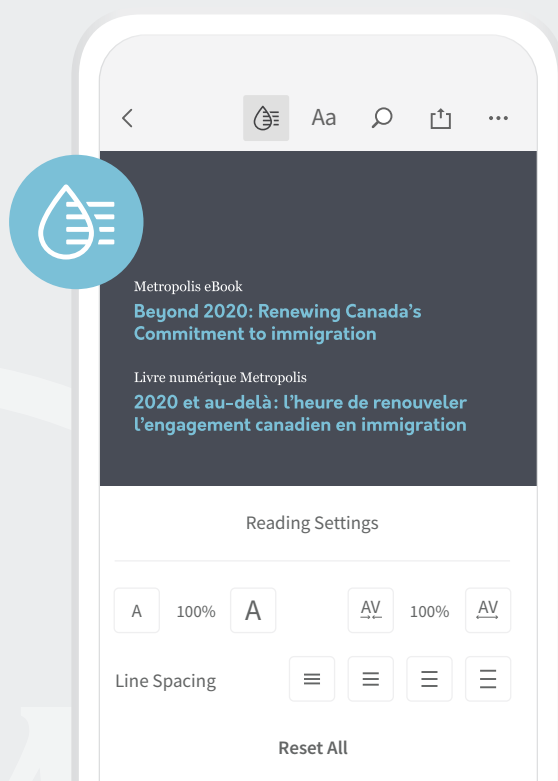 Aa
Metropolis eBook
Beyond 2020: Renewing Canada’s
Commitment to immigration
Livre numérique Metropolis
2020 et au-delà : l’heure de renouveler
l’engagement canadien en immigration
Reading Settings
A 100% A AV 100% AV
Line Spacing
Reset All